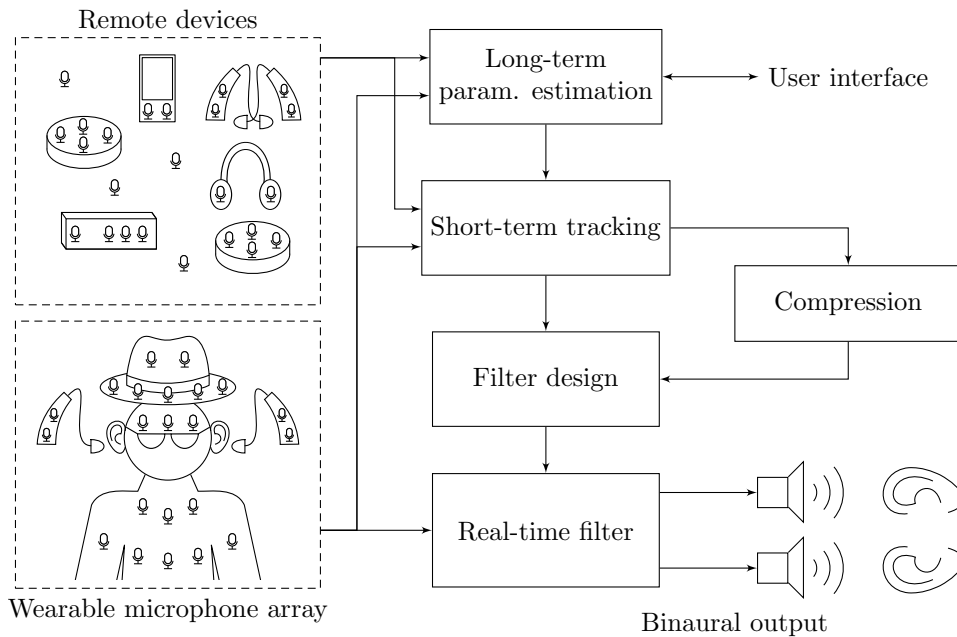 Remote devices
Long-term
param. estimation
User interface
Short-term tracking
Compression
Filter design
Real-time filter
Wearable microphone array
Binaural output